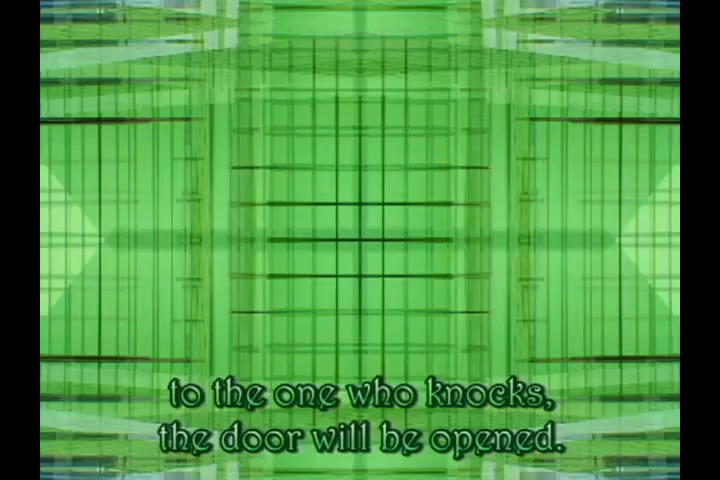 to the one who knocks,
the door will be opened.